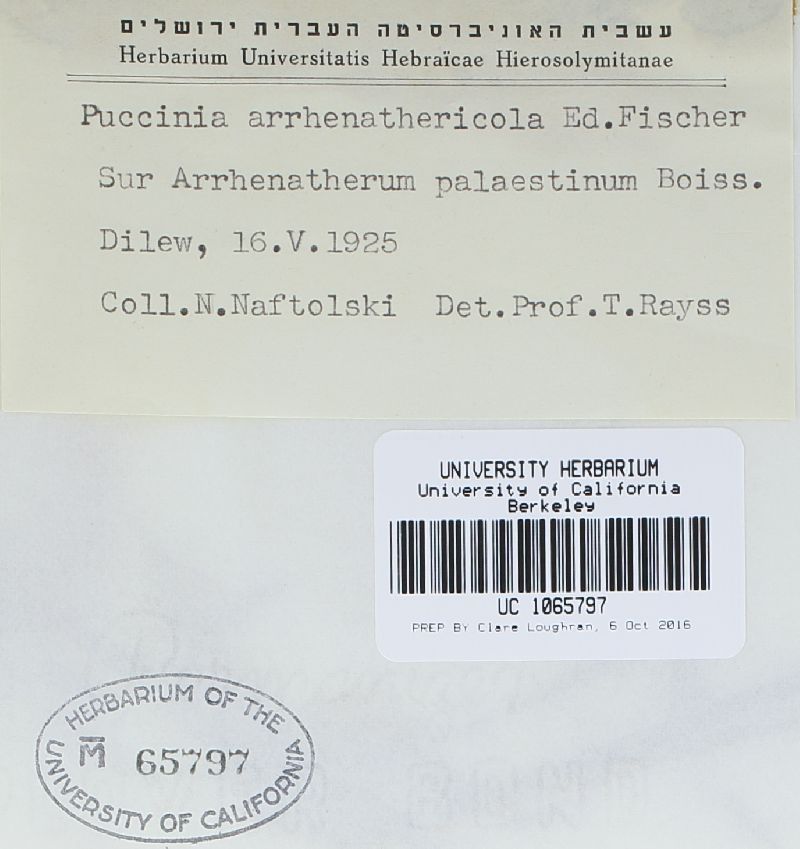 עשבית האוניברסיטה העברית ירושלים
Herbarium Universitatis Hebraïcae Hierosolymitanae
Puccinia arrhenathericola Ed.Fischer
Sur Arrhenatherum palaestinum Boiss.
Dilew, 16.V.1925
Coll.N.Naftolski Det.Prof.T.Rayss
UNIVERSITY HERBARIUM
University of California
Berkeley
UC 1065797
PREP BY Clare Loughran, 6 Oct 2016
HERBARIUM OF THE
M̅ 65797
UNIVERSITY OF CALIFORNIA